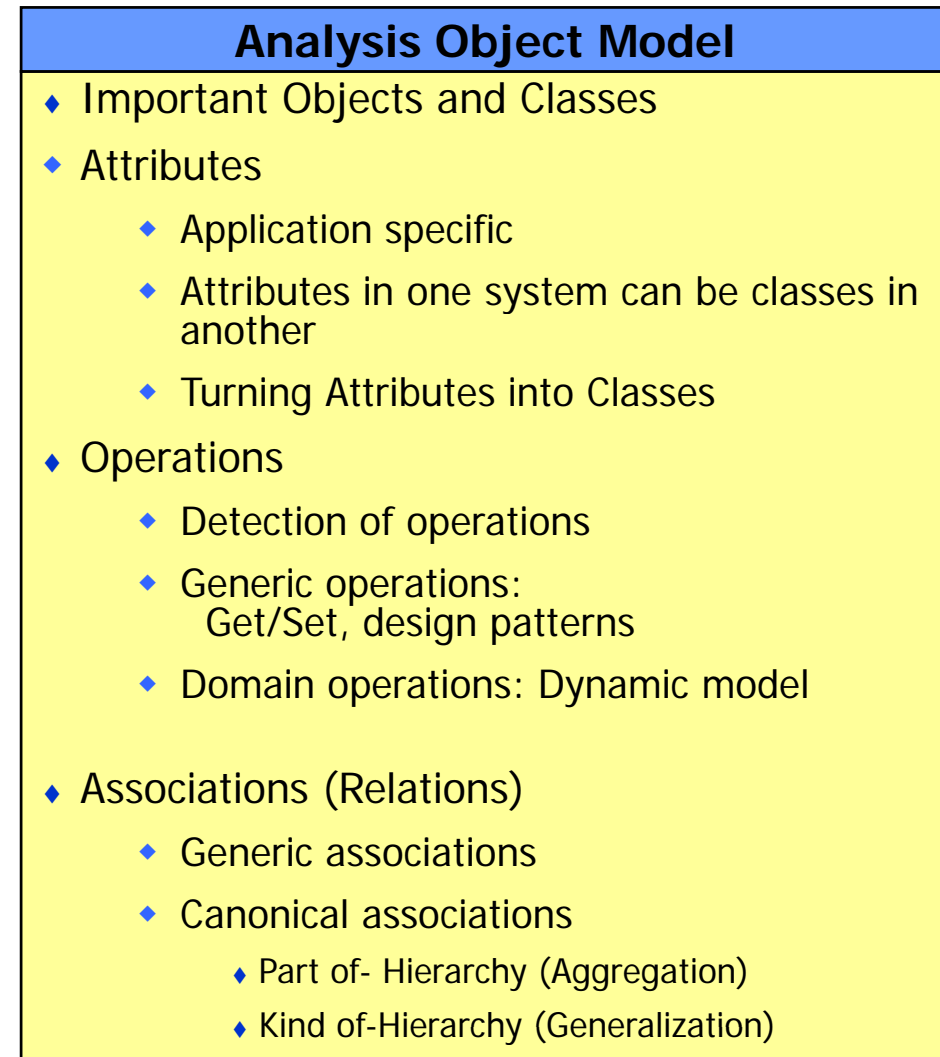 Analysis Object Model
Important Objects and Classes
Attributes
Application specific
Attributes in one system can be classes in
another
Turning Attributes into Classes
Operations
Detection of operations
Generic operations:
Get/Set, design patterns
Domain operations: Dynamic model
Associations (Relations)
Generic associations
Canonical associations
Part of- Hierarchy (Aggregation)
Kind of-Hierarchy (Generalization)